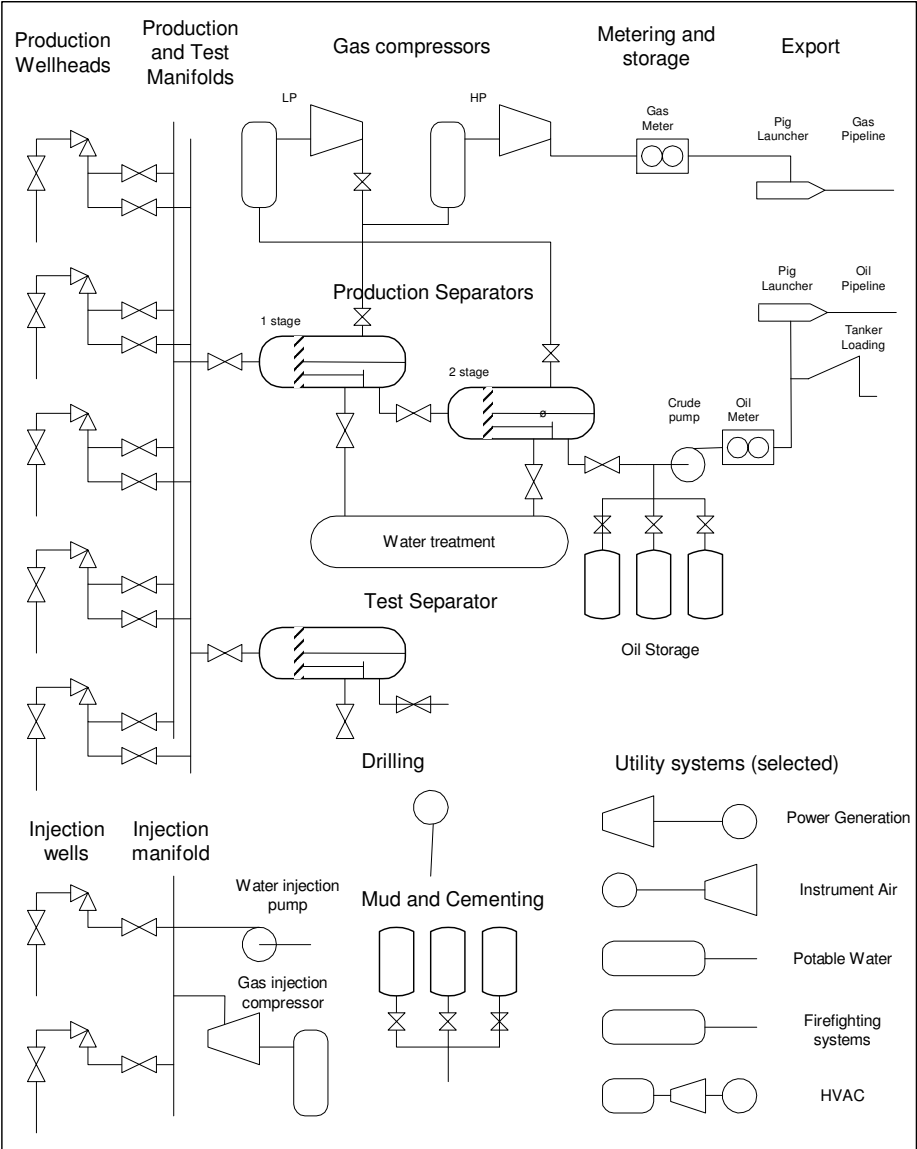 Production
Wellheads
Production
and Test
Manifolds
Gas compressors
Metering and
storage
Export
LP
HP
Gas
Meter
Pig
Launcher
Gas
Pipeline
Production Separators
1 stage
2 stage
Pig
Launcher
Oil
Pipeline
Tanker
Loading
Crude
pump
Oil
Meter
Water treatment
Test Separator
Oil Storage
Drilling
Utility systems (selected)
Power Generation
Injection
wells
Injection
manifold
Water injection
pump
Mud and Cementing
Instrument Air
Gas injection
compressor
Potable Water
Firefighting
systems
HVAC